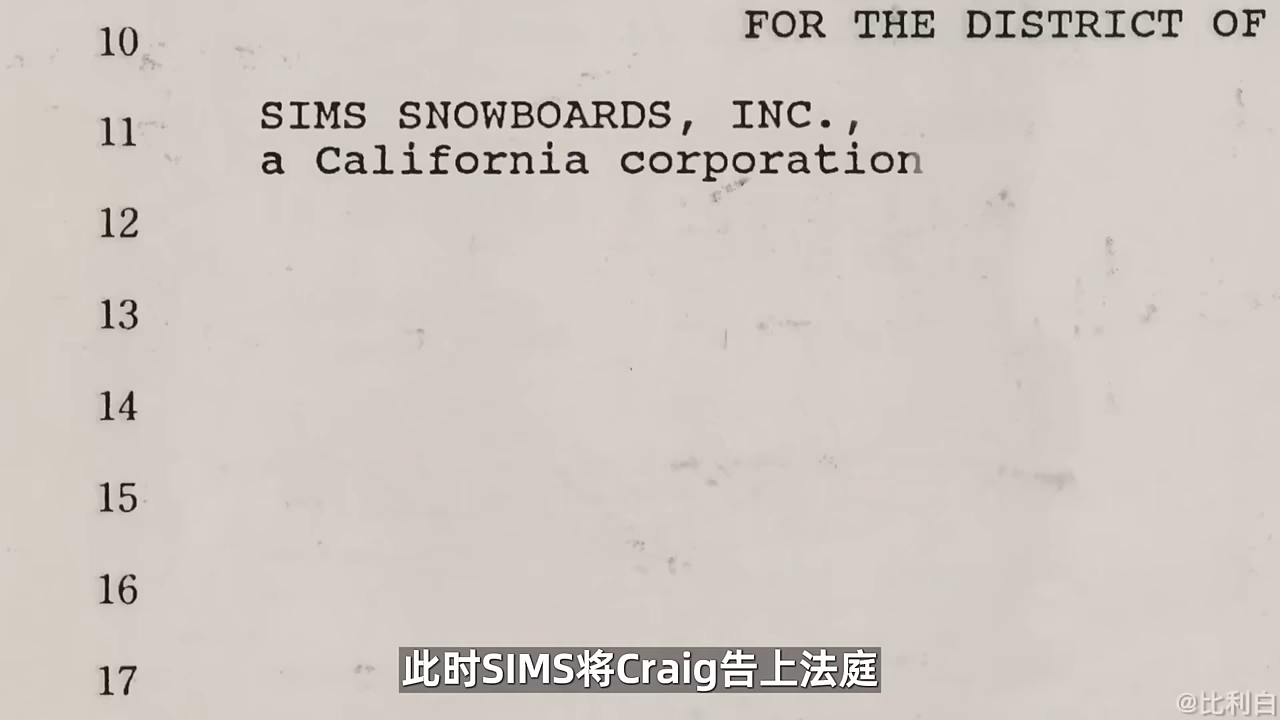 10
FOR THE DISTRICT OF
11
SIMS SNOWBOARDS, INC.,
a California corporation
12
13
14
15
16
17
此时SIMS将Craig告上法庭
@比利白